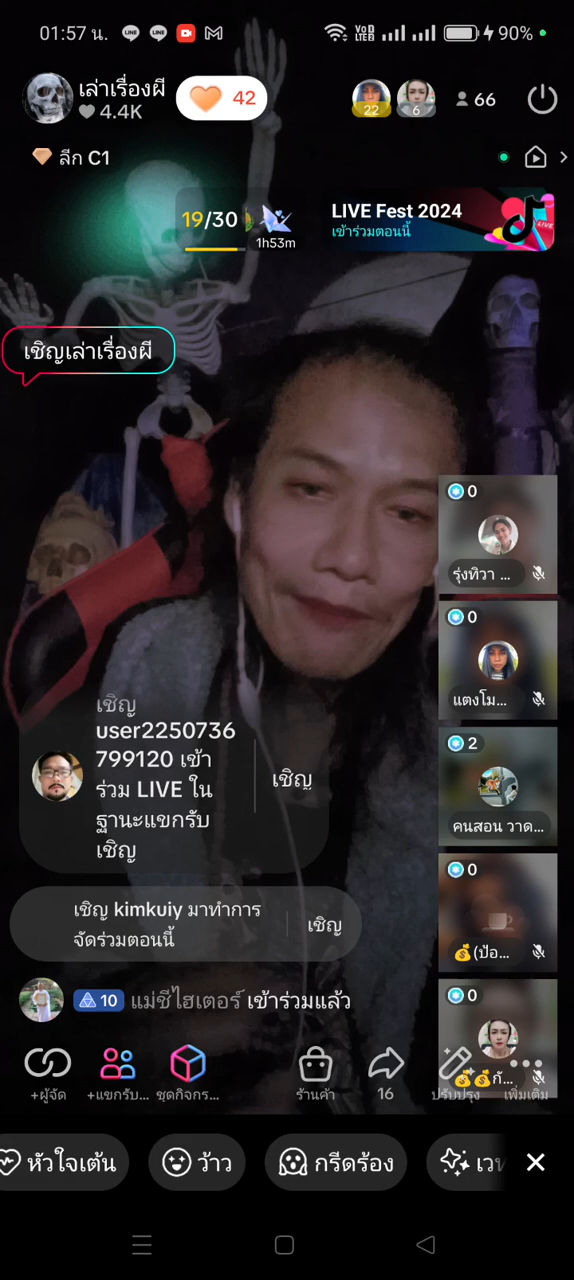 01:57 น.
90%
เล่าเรื่องผี
4.4K
42
22
6
66
ลีก C1
19/30
1h53m
LIVE Fest 2024
เข้าร่วมตอนนี้
LIVE
เชิญเล่าเรื่องผี
0
รุ่งทิวา ...
0
แตงโม...
2
คนสอน วาด...
0
💰(ป้อ...
0
💰💰กั...
เชิญ
user2250736
799120 เข้า
ร่วม LIVE ใน
ฐานะแขกรับ
เชิญ
เชิญ
เชิญ kimkuiy มาทำการ
จัดร่วมตอนนี้
เชิญ
10 แม่ชีไฮเตอร์ เข้าร่วมแล้ว
+ผู้จัด
+แขกรับ...
ชุดกิจกร...
ร้านค้า
16
ปรับปรุง
เพิ่มเติม
หัวใจเต้น
ว้าว
กรีดร้อง